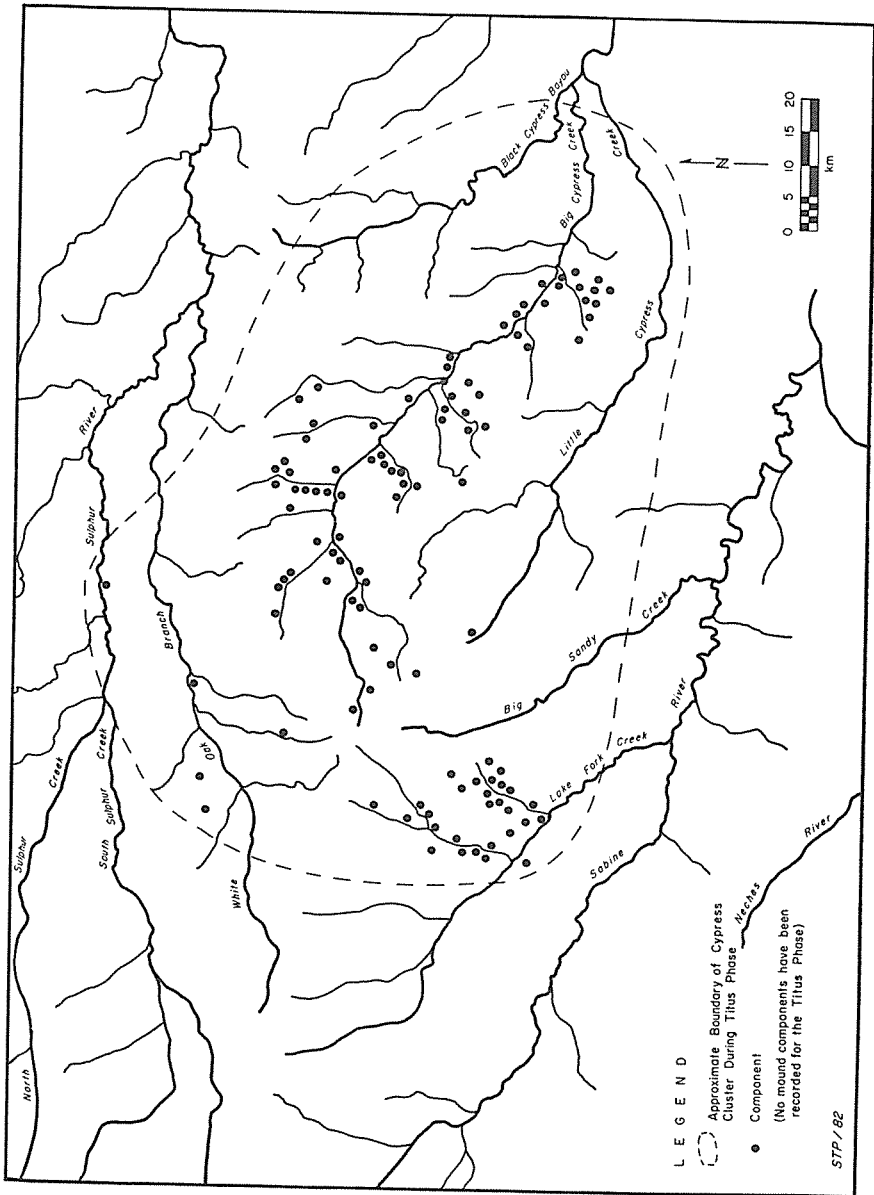 North
Sulphur
Creek
South
Sulphur
Creek
Sulphur
River
White
Oak
Branch
Black Cypress Bayou
Big Cypress Creek
Little
Cypress
Creek
Big
Sandy
Creek
Lake
Fork
Creek
Sabine
River
Neches
River
N
0 5 10 15 20
km
LEGEND
Approximate Boundary of Cypress
Cluster During Titus Phase
Component
(No mound components have been
recorded for the Titus Phase)
STP/82